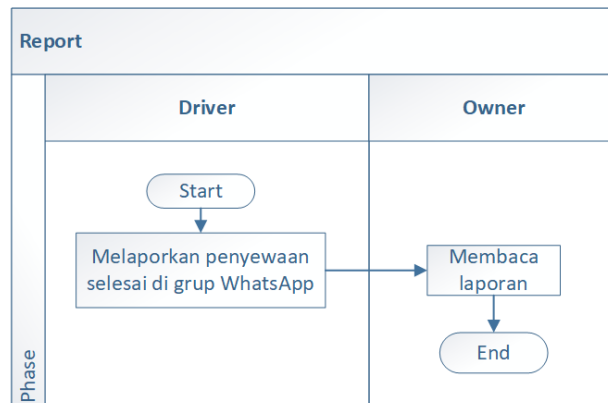 Report
Driver
Owner
Start
Melaporkan penyewaan
selesai di grup WhatsApp
Membaca
laporan
End
Phase